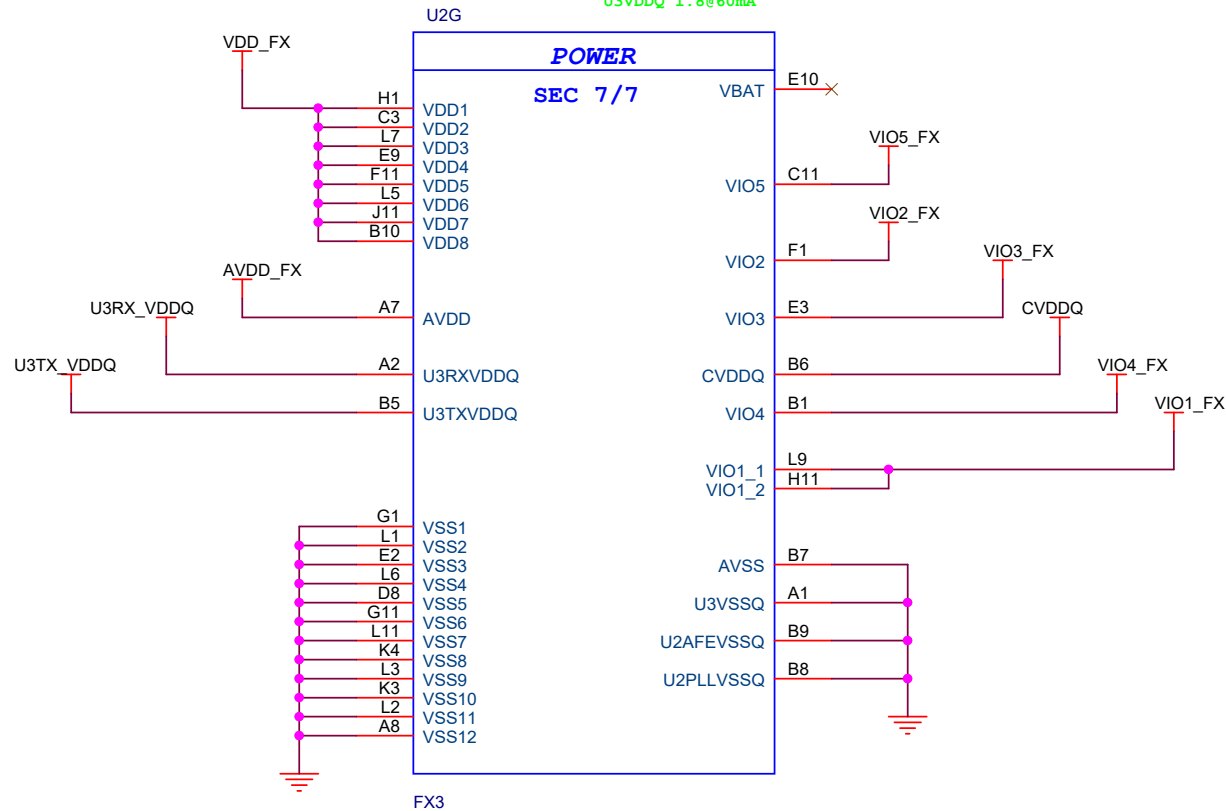 U3VDDQ 1.8@60mA
U2G
POWER
SEC 7/7
VDD_FX
H1 VDD1
C3 VDD2
L7 VDD3
E9 VDD4
F11 VDD5
L5 VDD6
J11 VDD7
B10 VDD8
AVDD_FX
A7 AVDD
U3RX_VDDQ
A2 U3RXVDDQ
U3TX_VDDQ
B5 U3TXVDDQ
G1 VSS1
L1 VSS2
E2 VSS3
L6 VSS4
D8 VSS5
G11 VSS6
L11 VSS7
K4 VSS8
L3 VSS9
K3 VSS10
L2 VSS11
A8 VSS12
VBAT E10
VIO5_FX
VIO5 C11
VIO2_FX
VIO2 F1
VIO3_FX
VIO3 E3
CVDDQ
CVDDQ B6
VIO4_FX
VIO4 B1
VIO1_FX
VIO1_1 L9
VIO1_2 H11
AVSS B7
U3VSSQ A1
U2AFEVSSQ B9
U2PLLVSSQ B8
FX3